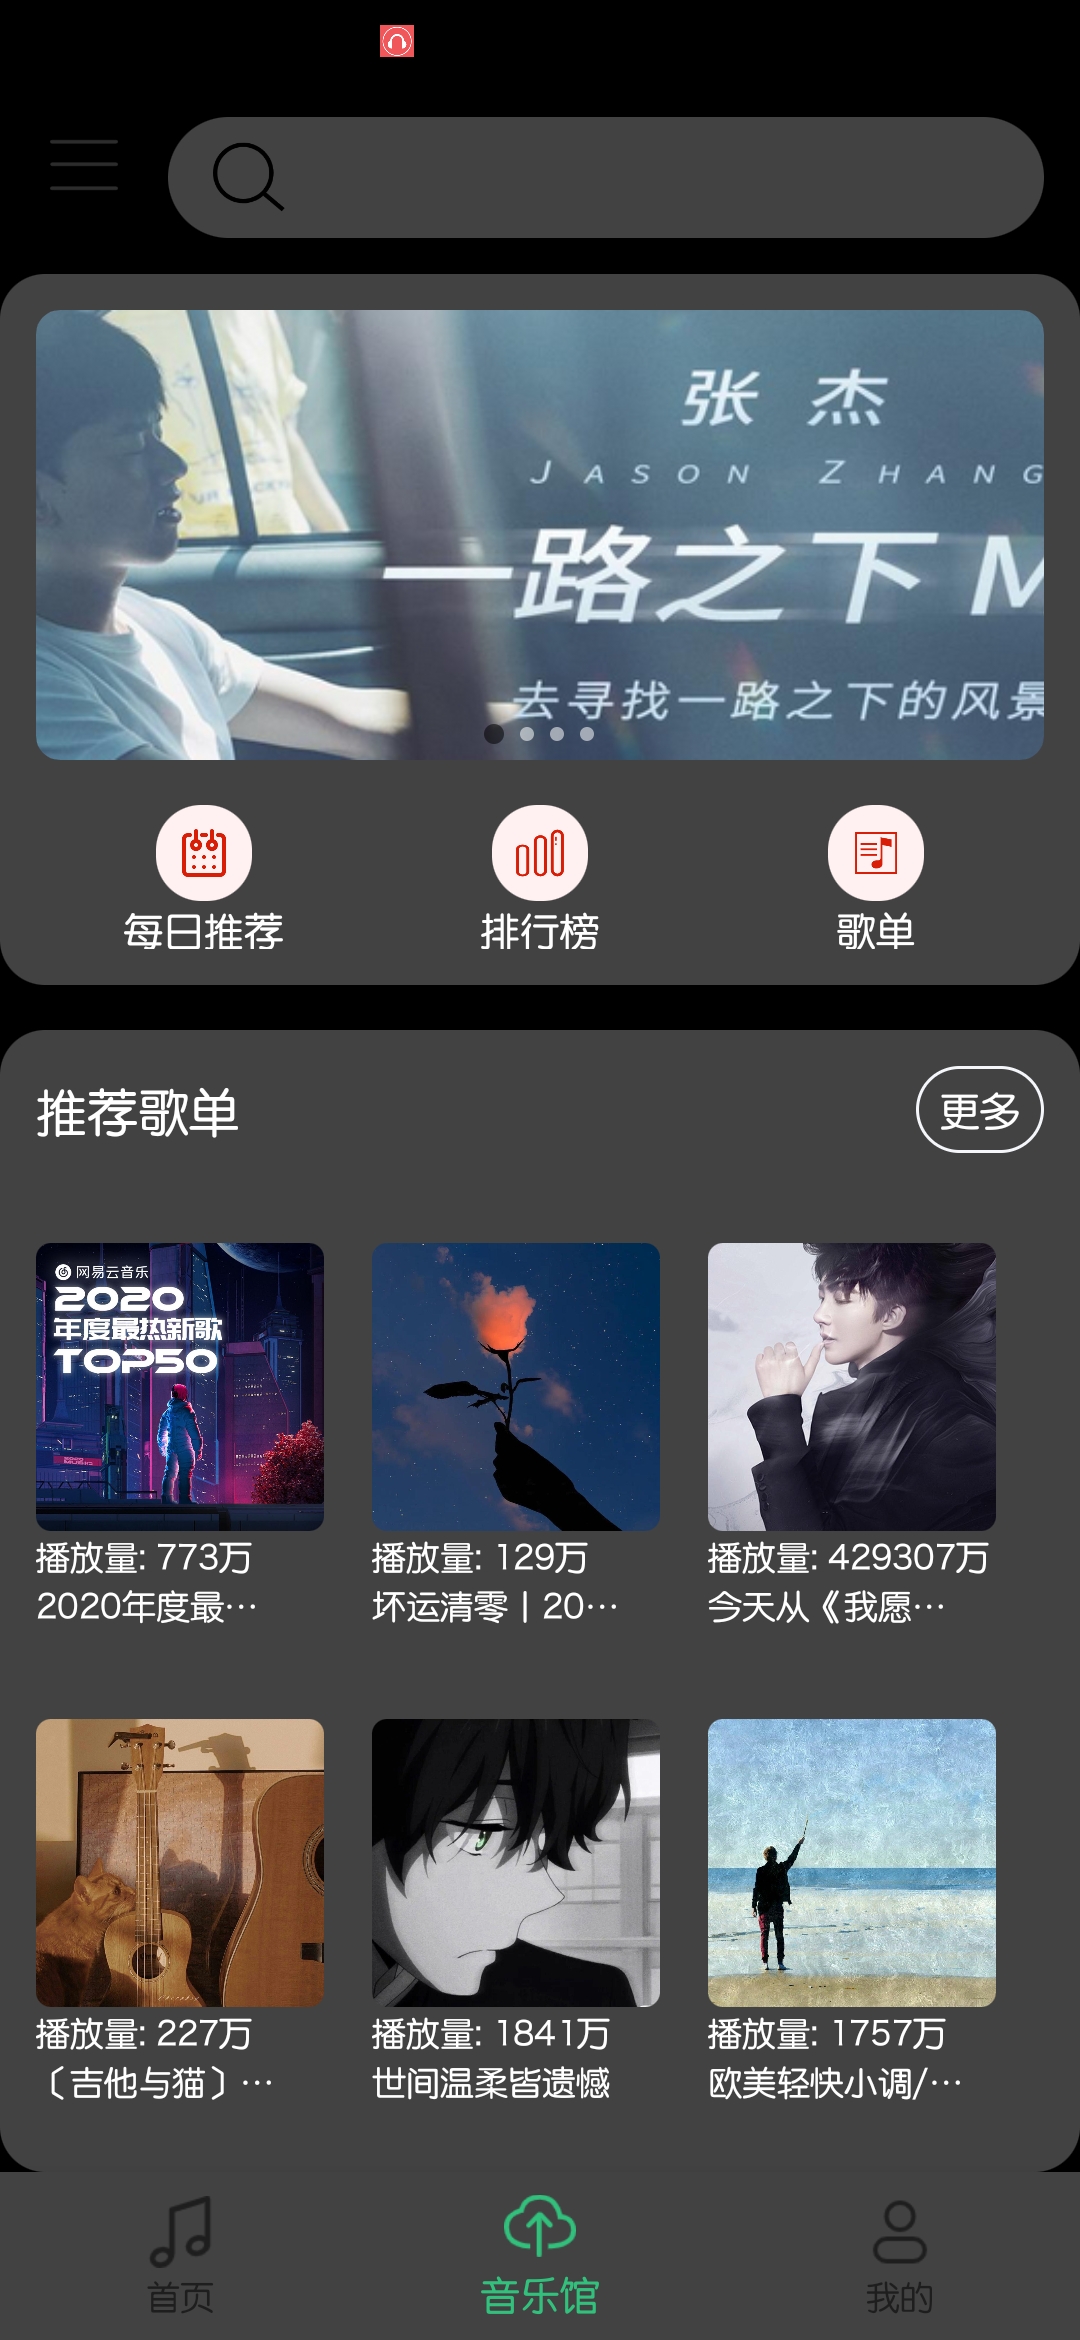 张 杰
JASON ZHANG
一路之下 M
去寻找一路之下的风景
每日推荐
排行榜
歌单
推荐歌单
更多
网易云音乐
2020
年度最热新歌
TOP50
播放量: 773万
2020年度最…
播放量: 129万
坏运清零丨20…
播放量: 429307万
今天从《我愿…
播放量: 227万
〔吉他与猫〕…
播放量: 1841万
世间温柔皆遗憾
播放量: 1757万
欧美轻快小调/…
首页
音乐馆
我的